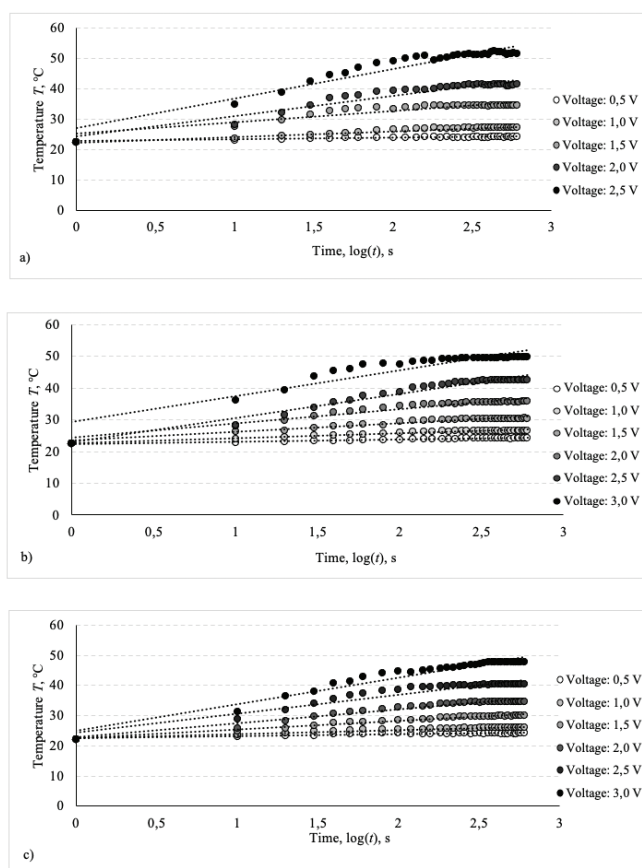 60
50
40
30
20
10
0
Temperature T, °C
0
0,5
1
1,5
2
2,5
3
Time, log(t), s
Voltage: 0,5 V
Voltage: 1,0 V
Voltage: 1,5 V
Voltage: 2,0 V
Voltage: 2,5 V
a)
60
50
40
30
20
10
0
Temperature T, °C
0
0,5
1
1,5
2
2,5
3
Time, log(t), s
Voltage: 0,5 V
Voltage: 1,0 V
Voltage: 1,5 V
Voltage: 2,0 V
Voltage: 2,5 V
Voltage: 3,0 V
b)
60
50
40
30
20
10
0
Temperature T, °C
0
0,5
1
1,5
2
2,5
3
Time, log(t), s
Voltage: 0,5 V
Voltage: 1,0 V
Voltage: 1,5 V
Voltage: 2,0 V
Voltage: 2,5 V
Voltage: 3,0 V
c)